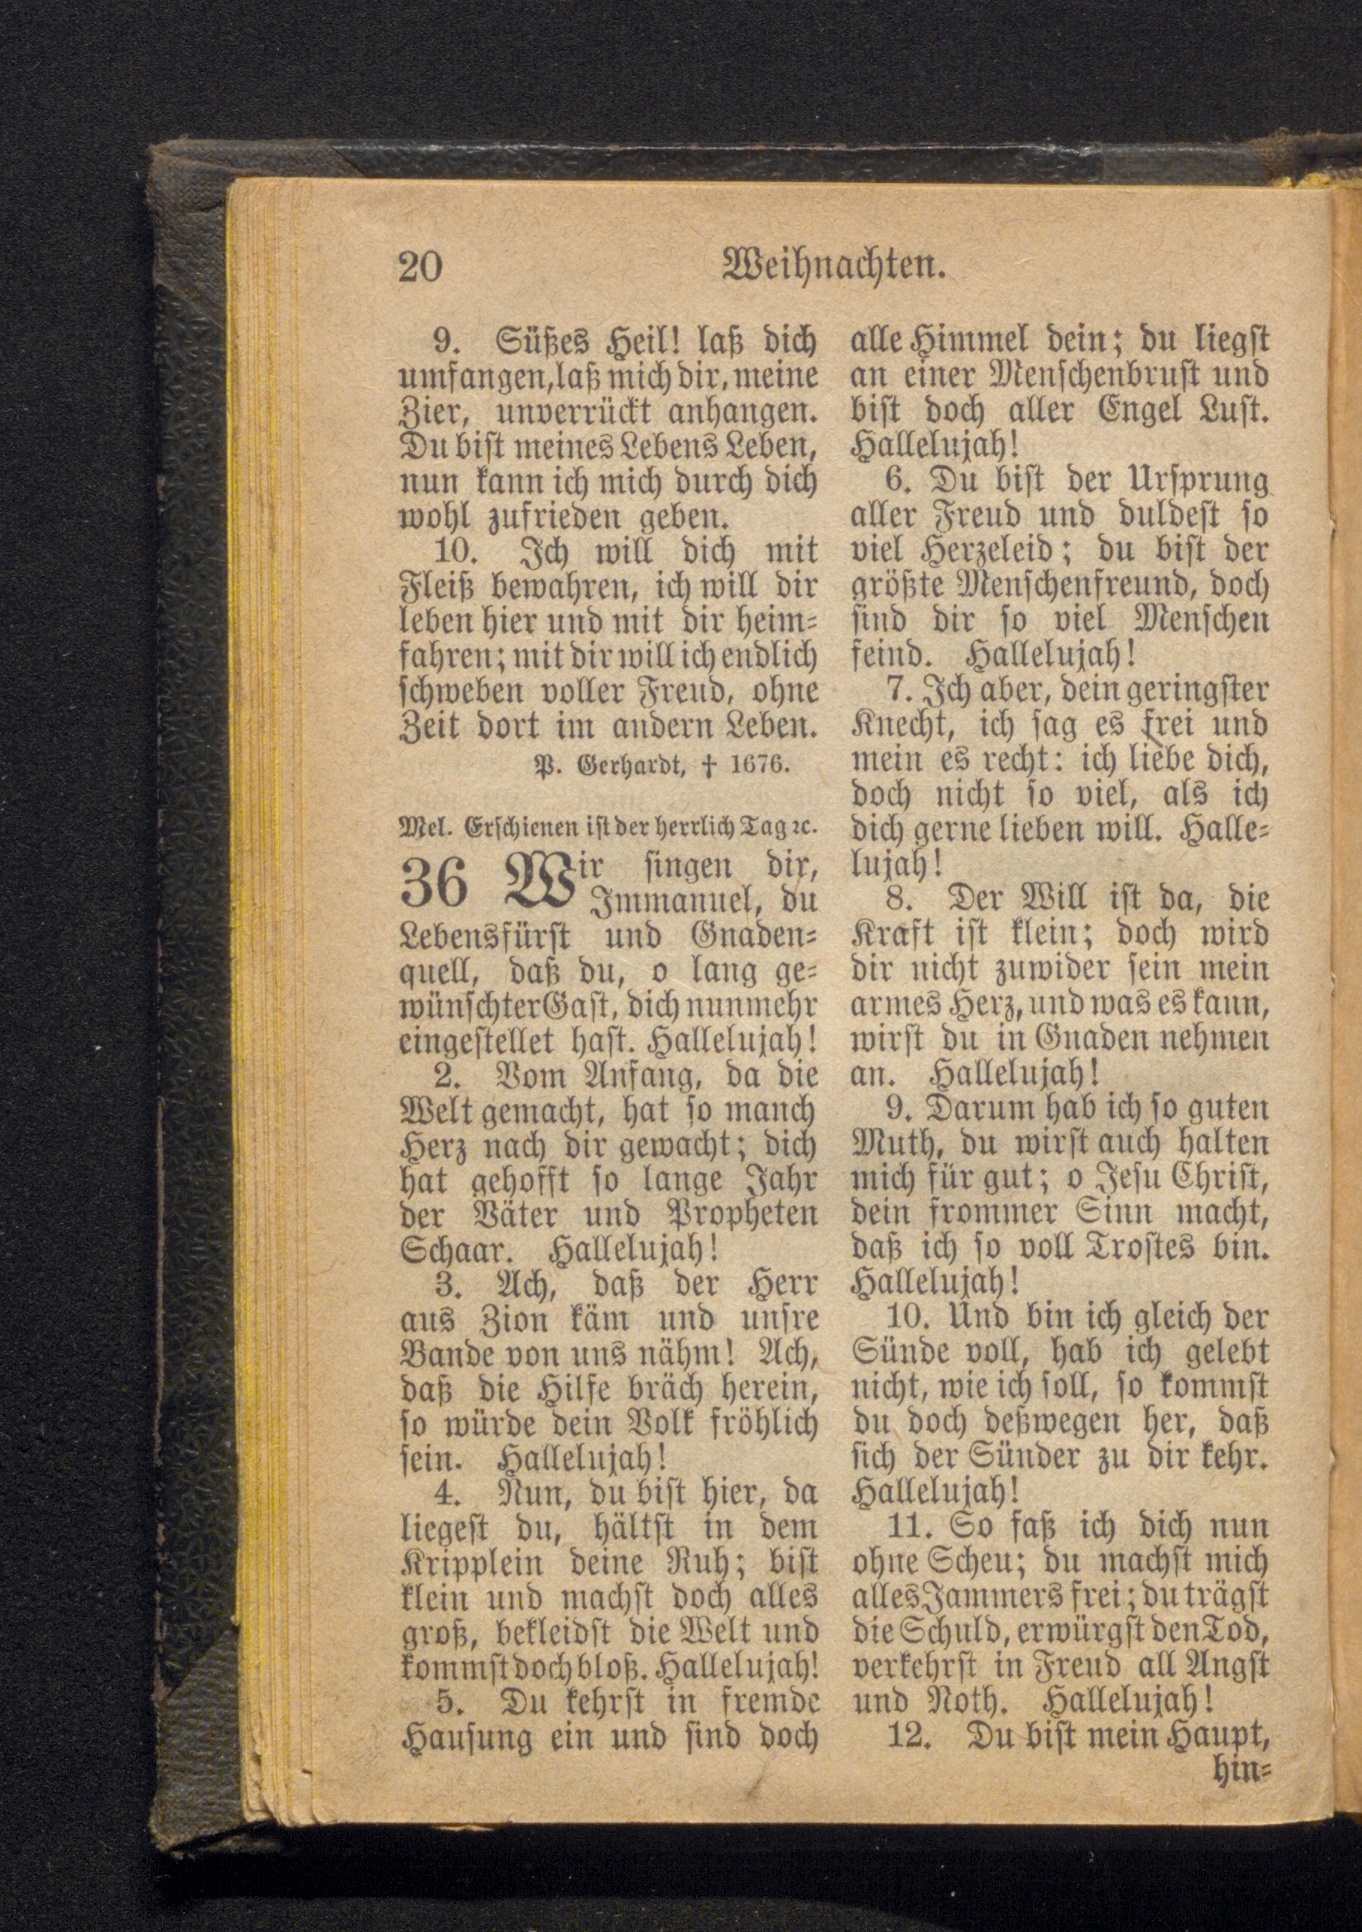 20
Weihnachten.
9. Süßes Heil! laß dich
umfangen, laß mich dir, meine
Zier, unverrückt anhangen.
Du bist meines Lebens Leben,
nun kann ich mich durch dich
wohl zufrieden geben.
10. Ich will dich mit
Fleiß bewahren, ich will dir
leben hier und mit dir heim-
fahren; mit dir will ich endlich
schweben voller Freud, ohne
Zeit dort im andern Leben.
P. Gerhardt, † 1676.
Mel. Erschienen ist der herrlich Tag ꝛc.
36 Wir singen dir,
Immanuel, du
Lebensfürst und Gnaden-
quell, daß du, o lang ge-
wünschter Gast, dich nunmehr
eingestellet hast. Hallelujah!
2. Vom Anfang, da die
Welt gemacht, hat so manch
Herz nach dir gewacht; dich
hat gehofft so lange Jahr
der Väter und Propheten
Schaar. Hallelujah!
3. Ach, daß der Herr
aus Zion käm und unsre
Bande von uns nähm! Ach,
daß die Hilfe bräch herein,
so würde dein Volk fröhlich
sein. Hallelujah!
4. Nun, du bist hier, da
liegest du, hältst in dem
Kripplein deine Ruh; bist
klein und machst doch alles
groß, bekleidst die Welt und
kommst doch bloß. Hallelujah!
5. Du kehrst in fremde
Hausung ein und sind doch
alle Himmel dein; du liegst
an einer Menschenbrust und
bist doch aller Engel Lust.
Hallelujah!
6. Du bist der Ursprung
aller Freud und duldest so
viel Herzeleid; du bist der
größte Menschenfreund, doch
sind dir so viel Menschen
feind. Hallelujah!
7. Ich aber, dein geringster
Knecht, ich sag es frei und
mein es recht: ich liebe dich,
doch nicht so viel, als ich
dich gerne lieben will. Halle-
lujah!
8. Der Will ist da, die
Kraft ist klein; doch wird
dir nicht zuwider sein mein
armes Herz, und was es kann,
wirst du in Gnaden nehmen
an. Hallelujah!
9. Darum hab ich so guten
Muth, du wirst auch halten
mich für gut; o Jesu Christ,
dein frommer Sinn macht,
daß ich so voll Trostes bin.
Hallelujah!
10. Und bin ich gleich der
Sünde voll, hab ich gelebt
nicht, wie ich soll, so kommst
du doch deßwegen her, daß
sich der Sünder zu dir kehr.
Hallelujah!
11. So faß ich dich nun
ohne Scheu; du machst mich
alles Jammers frei; du trägst
die Schuld, erwürgst den Tod,
verkehrst in Freud all Angst
und Noth. Hallelujah!
12. Du bist mein Haupt,
hin-